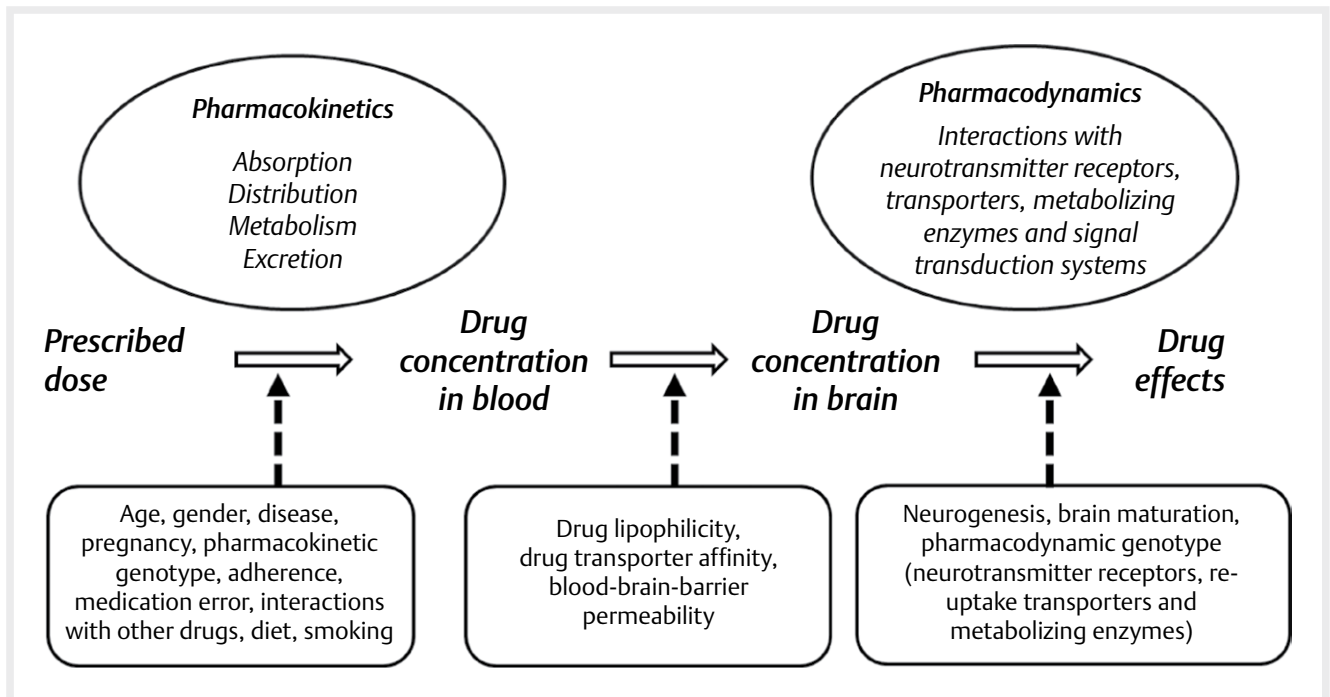 Pharmacokinetics
Absorption
Distribution
Metabolism
Excretion
Pharmacodynamics
Interactions with
neurotransmitter receptors,
transporters, metabolizing
enzymes and signal
transduction systems
Prescribed
dose
Drug
concentration
in blood
Drug
concentration
in brain
Drug
effects
Age, gender, disease,
pregnancy, pharmacokinetic
genotype, adherence,
medication error, interactions
with other drugs, diet, smoking
Drug lipophilicity,
drug transporter affinity,
blood-brain-barrier
permeability
Neurogenesis, brain maturation,
pharmacodynamic genotype
(neurotransmitter receptors, re-
uptake transporters and
metabolizing enzymes)